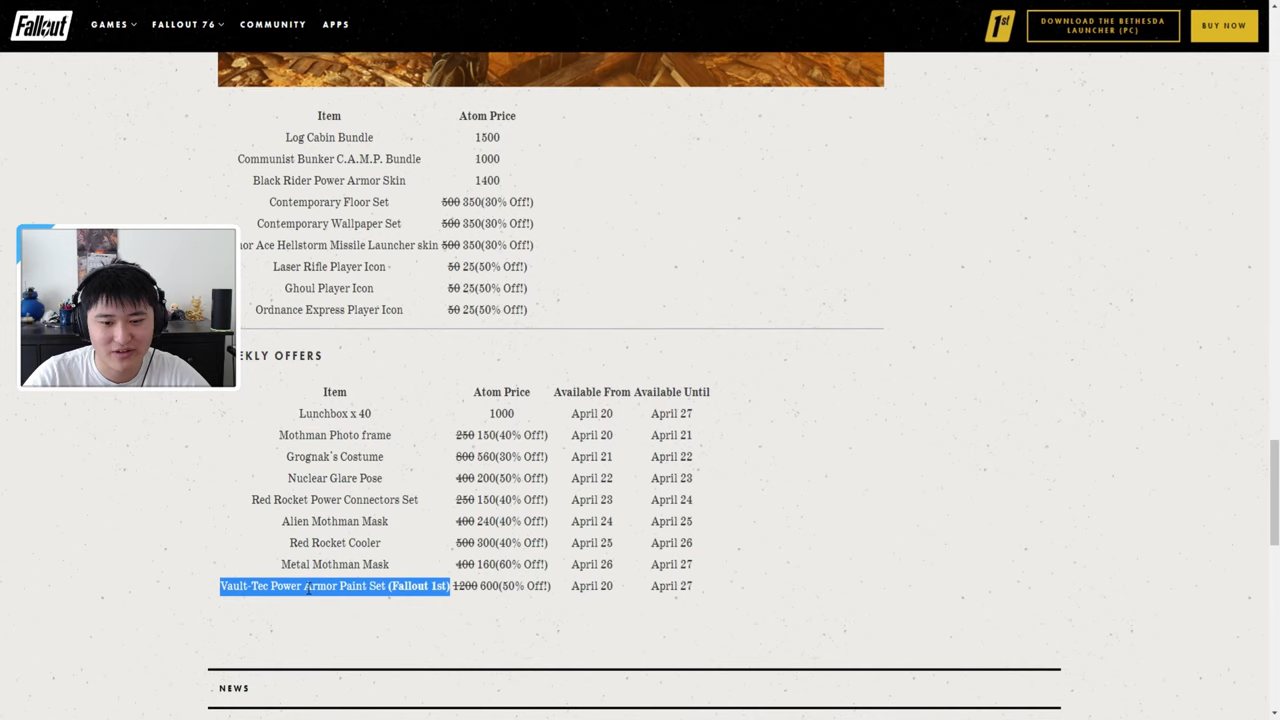 Fallout GAMES FALLOUT 76 COMMUNITY APPS 1st DOWNLOAD THE BETHESDA LAUNCHER (PC) BUY NOW
Item Atom Price
Log Cabin Bundle 1500
Communist Bunker C.A.M.P. Bundle 1000
Black Rider Power Armor Skin 1400
Contemporary Floor Set 500 350(30% Off!)
Contemporary Wallpaper Set 500 350(30% Off!)
Ace Hellstorm Missile Launcher skin 500 350(30% Off!)
Laser Rifle Player Icon 50 25(50% Off!)
Ghoul Player Icon 50 25(50% Off!)
Ordnance Express Player Icon 50 25(50% Off!)
EKLY OFFERS
Item Atom Price Available From Available Until
Lunchbox x 40 1000 April 20 April 27
Mothman Photo frame 250 150(40% Off!) April 20 April 21
Grognak's Costume 800 560(30% Off!) April 21 April 22
Nuclear Glare Pose 400 200(50% Off!) April 22 April 23
Red Rocket Power Connectors Set 250 150(40% Off!) April 23 April 24
Alien Mothman Mask 400 240(40% Off!) April 24 April 25
Red Rocket Cooler 500 300(40% Off!) April 25 April 26
Metal Mothman Mask 400 160(60% Off!) April 26 April 27
Vault-Tec Power Armor Paint Set (Fallout 1st) 1200 600(50% Off!) April 20 April 27
NEWS